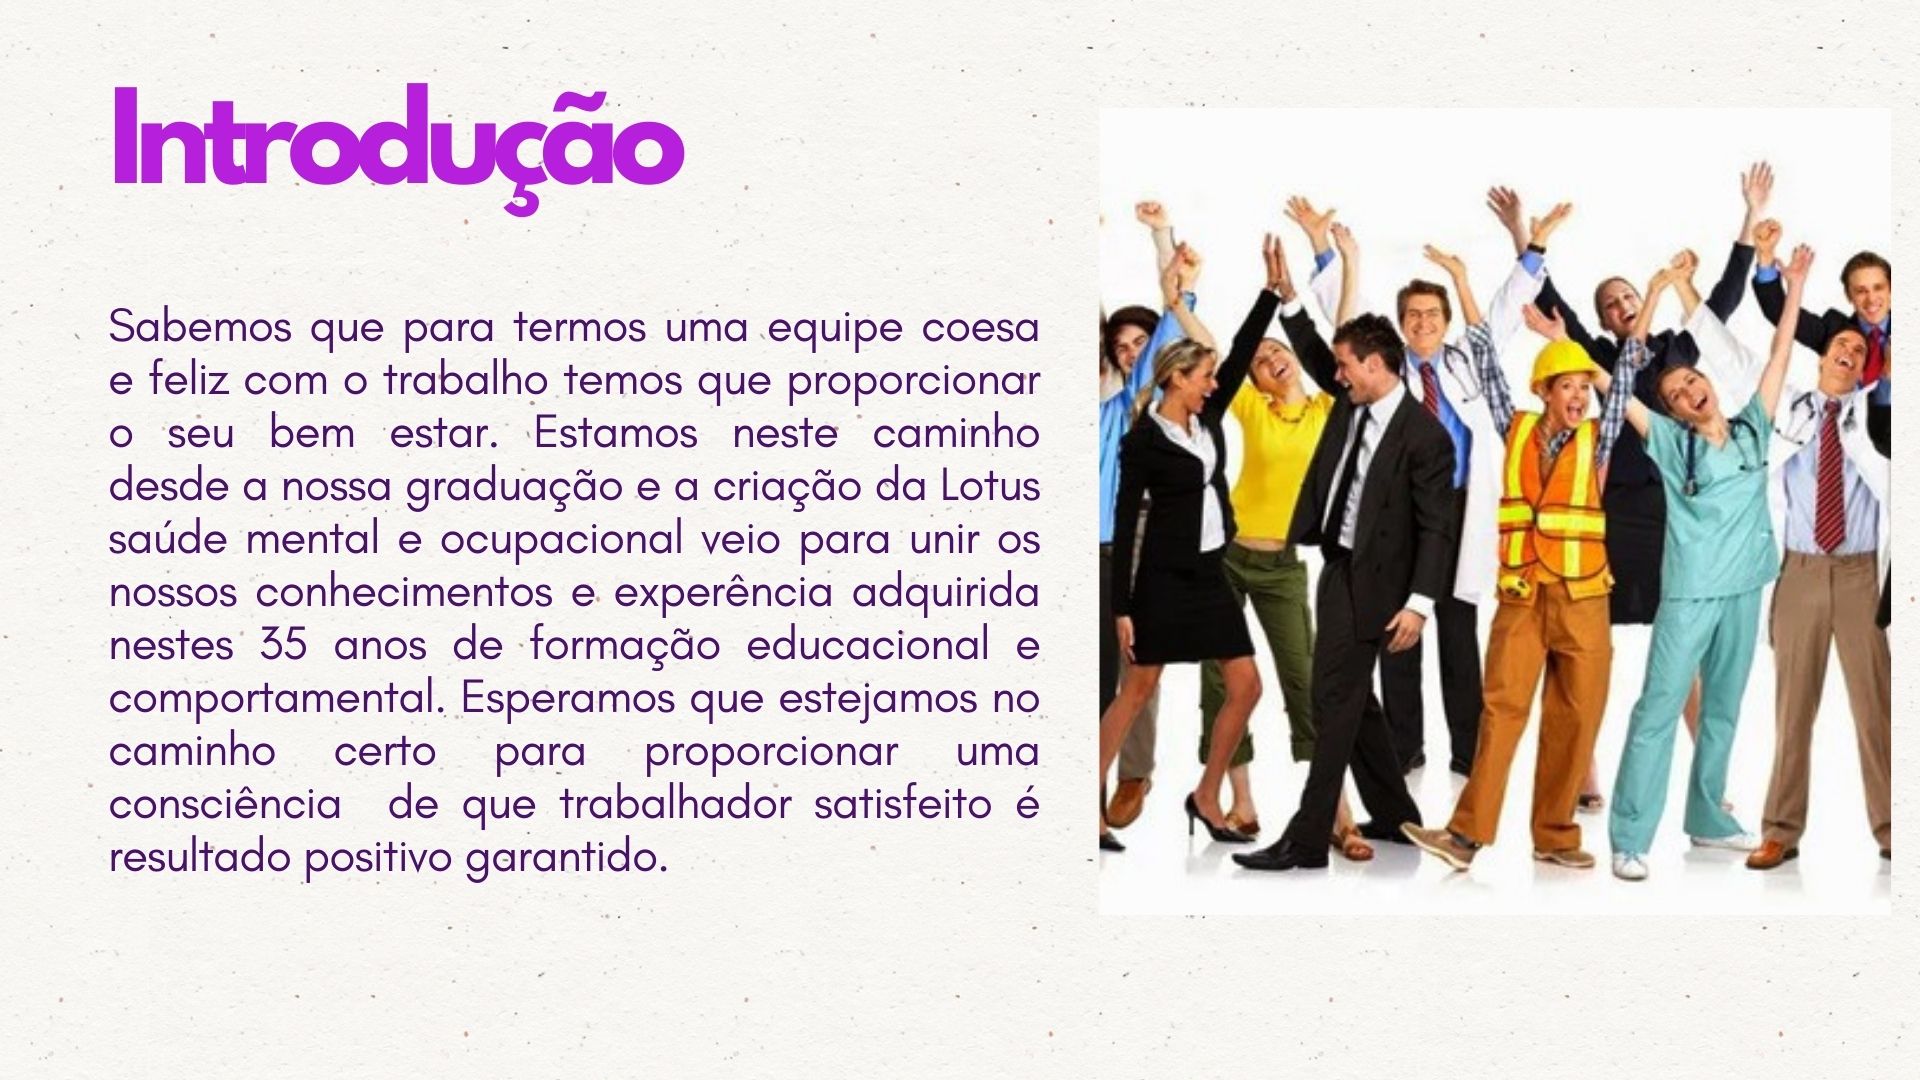 Introdução
Sabemos que para termos uma equipe coesa
e feliz com o trabalho temos que proporcionar
o seu bem estar. Estamos neste caminho
desde a nossa graduação e a criação da Lotus
saúde mental e ocupacional veio para unir os
nossos conhecimentos e experência adquirida
nestes 35 anos de formação educacional e
comportamental. Esperamos que estejamos no
caminho certo para proporcionar uma
consciência de que trabalhador satisfeito é
resultado positivo garantido.